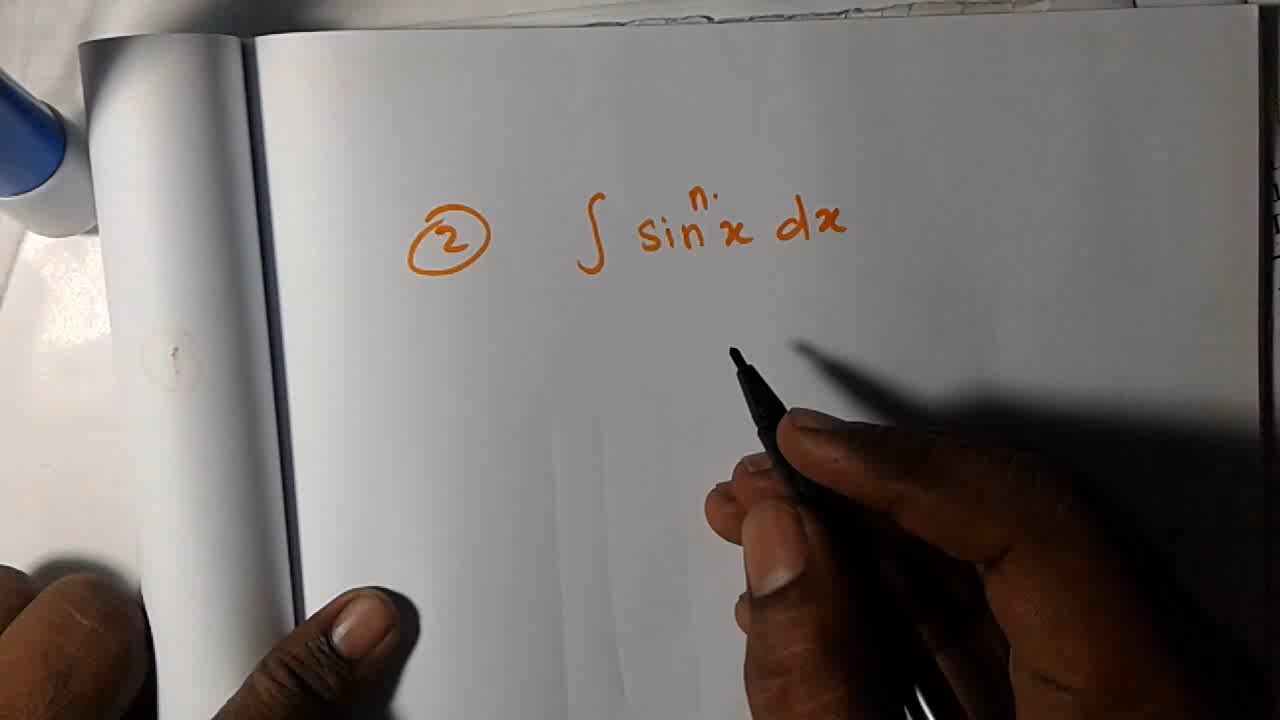 ② ∫ sinⁿx dx